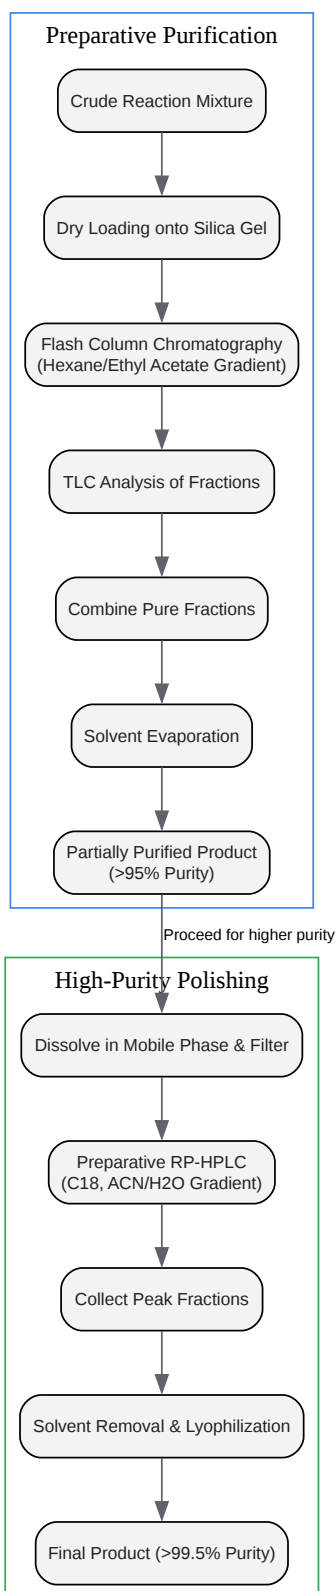 Preparative Purification
Crude Reaction Mixture
Dry Loading onto Silica Gel
Flash Column Chromatography
(Hexane/Ethyl Acetate Gradient)
TLC Analysis of Fractions
Combine Pure Fractions
Solvent Evaporation
Partially Purified Product
(>95% Purity)
Proceed for higher purity
High-Purity Polishing
Dissolve in Mobile Phase & Filter
Preparative RP-HPLC
(C18, ACN/H2O Gradient)
Collect Peak Fractions
Solvent Removal & Lyophilization
Final Product (>99.5% Purity)